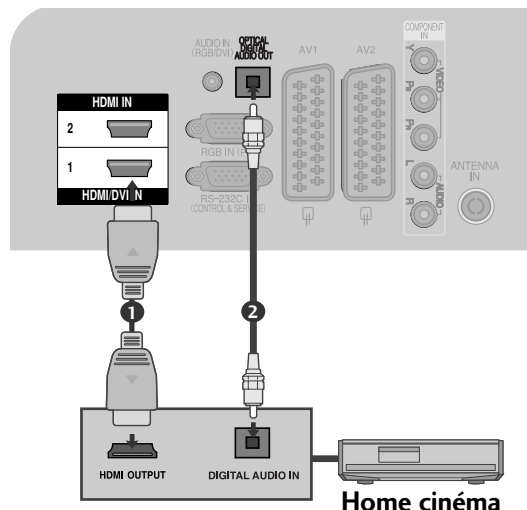 AUDIO IN
(RGB/DVI)
OPTICAL
DIGITAL
AUDIO OUT
AV1
AV2
COMPONENT
IN
Y
PB
PR
VIDEO
L
R
AUDIO
HDMI IN
2
1
HDMI/DVI IN
RGB IN
RS-232C IN
(CONTROL & SERVICE)
ANTENNA
IN
1
2
HDMI OUTPUT
DIGITAL AUDIO IN
Home cinéma